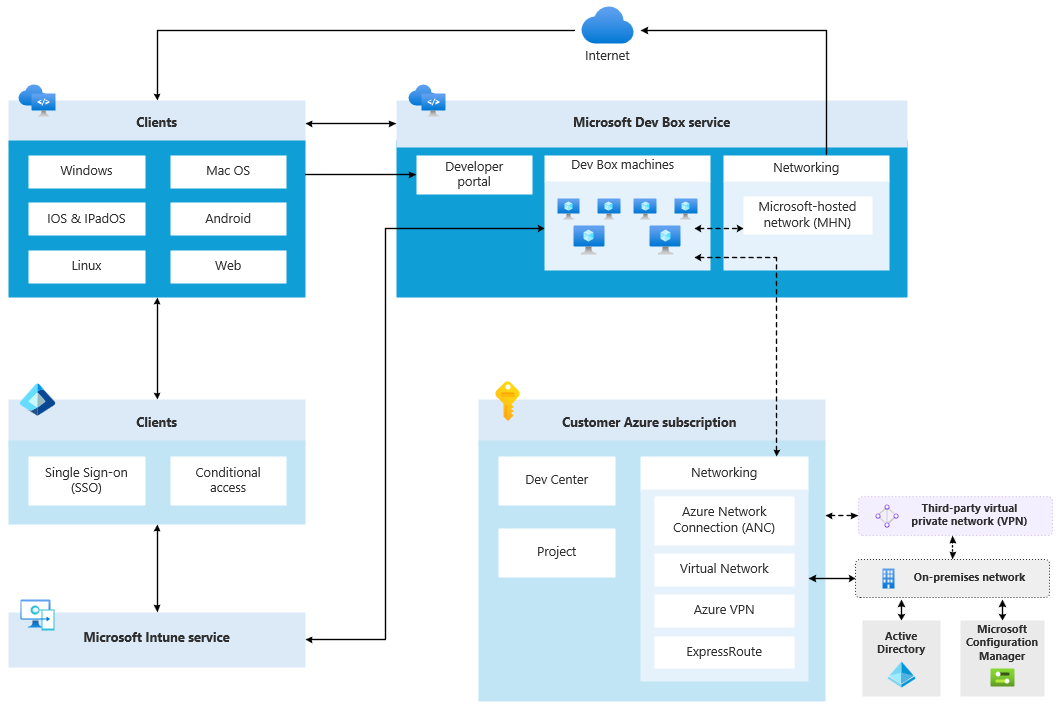 Internet
Clients
Windows
Mac OS
IOS & IPadOS
Android
Linux
Web
Microsoft Dev Box service
Developer
portal
Dev Box machines
Networking
Microsoft-hosted
network (MHN)
Clients
Single Sign-on
(SSO)
Conditional
access
Microsoft Intune service
Customer Azure subscription
Dev Center
Project
Networking
Azure Network
Connection (ANC)
Virtual Network
Azure VPN
ExpressRoute
Third-party virtual
private network (VPN)
On-premises network
Active
Directory
Microsoft
Configuration
Manager